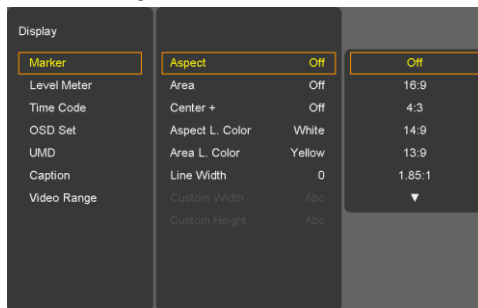 Display
Marker
Level Meter
Time Code
OSD Set
UMD
Caption
Video Range
Aspect Off
Area Off
Center + Off
Aspect L. Color White
Area L. Color Yellow
Line Width 0
Custom Width Abc
Custom Height Abc
Off
16:9
4:3
14:9
13:9
1.85:1